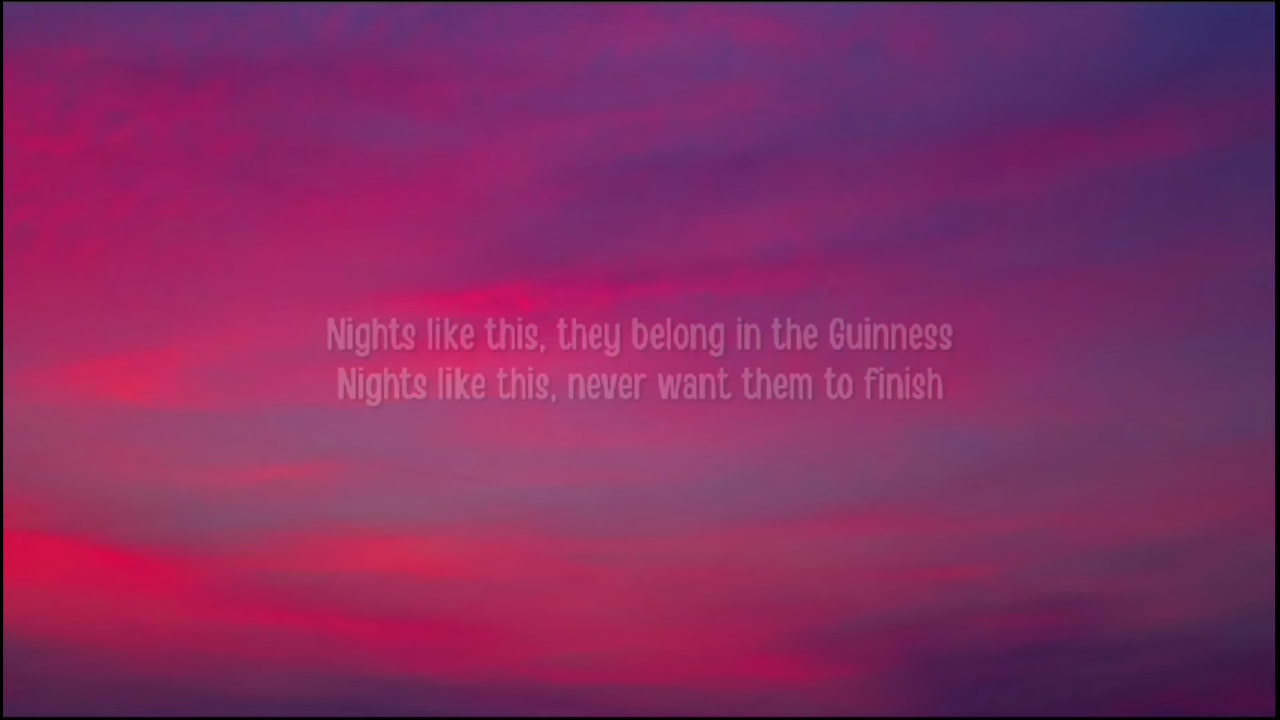 Nights like this, they belong in the Guinness
Nights like this, never want them to finish